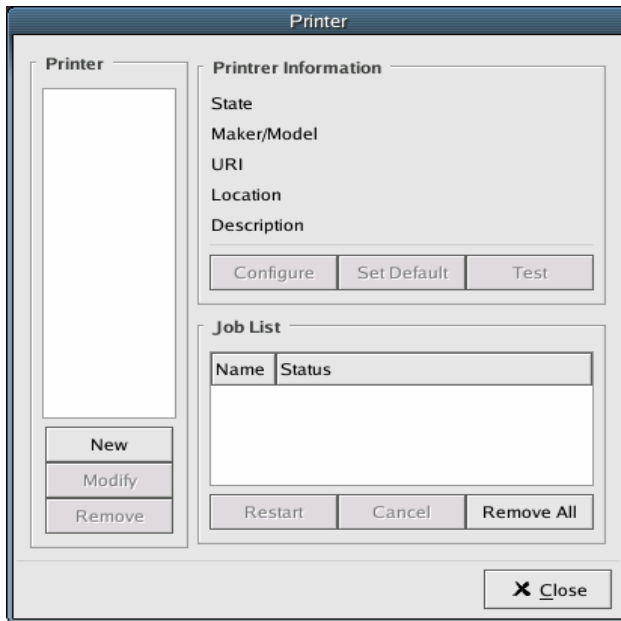 Printer
Printer
New
Modify
Remove
Printrer Information
State
Maker/Model
URI
Location
Description
Configure Set Default Test
Job List
Name Status
Restart Cancel Remove All
Close